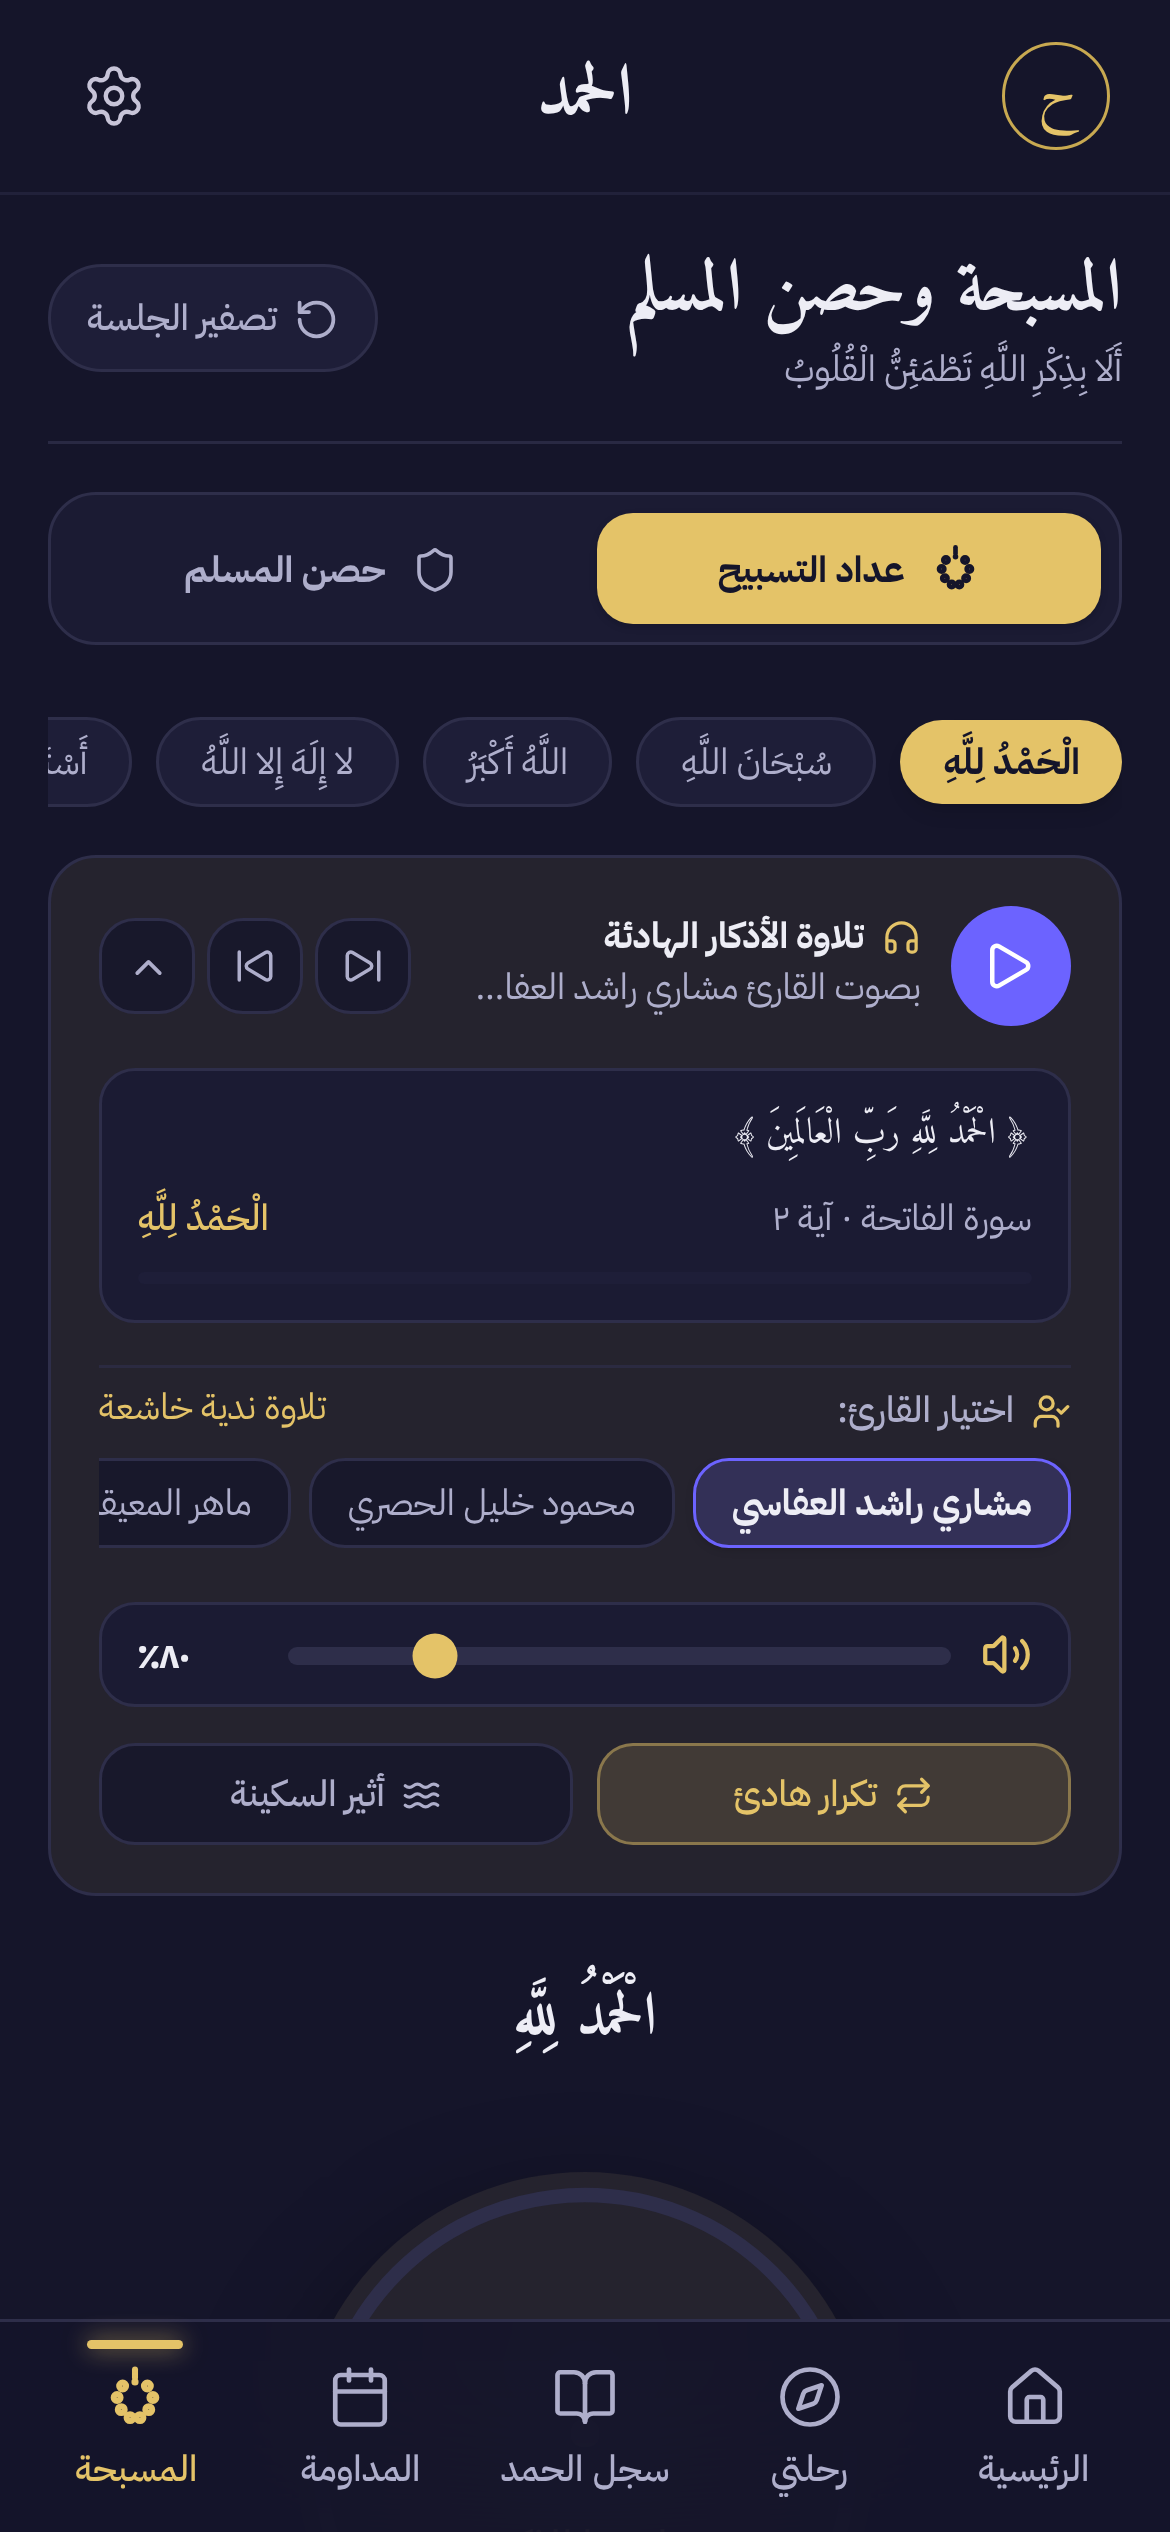 ح
الحمد
المسبحة وحصن المسلم
أَلَا بِذِكْرِ اللَّهِ تَطْمَئِنُّ الْقُلُوبُ
تصفير الجلسة
عداد التسبيح
حصن المسلم
الْحَمْدُ لِلَّهِ
سُبْحَانَ اللَّهِ
اللَّهُ أَكْبَرُ
لا إِلَهَ إِلا اللَّهُ
تلاوة الأذكار الهادئة
بصوت القارئ مشاري راشد العفا...
﴿ الْحَمْدُ لِلَّهِ رَبِّ الْعَالَمِينَ ﴾
سورة الفاتحة · آية ٢
الْحَمْدُ لِلَّهِ
اختيار القارئ:
تلاوة ندية خاشعة
مشاري راشد العفاسي
محمود خليل الحصري
ماهر المعيق
٨٠٪
تكرار هادئ
أثير السكينة
الْحَمْدُ لِلَّهِ
الرئيسية
رحلتي
سجل الحمد
المداومة
المسبحة